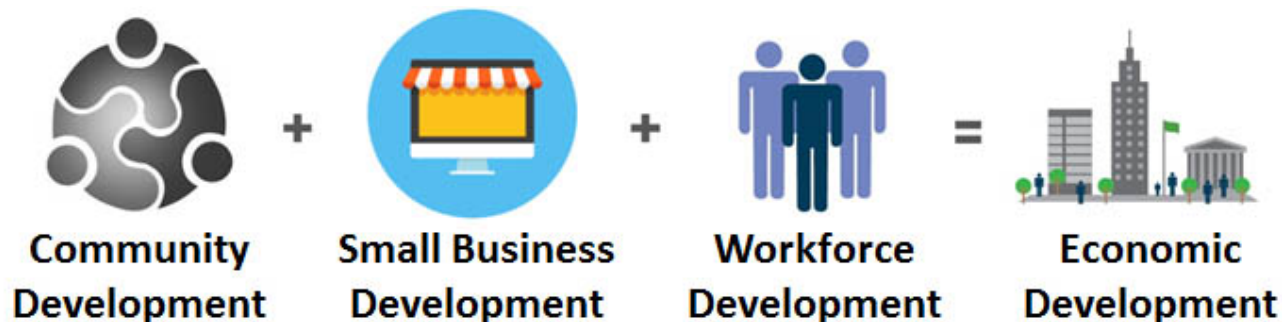 Community
Development
+
Small Business
Development
+
Workforce
Development
=
Economic
Development